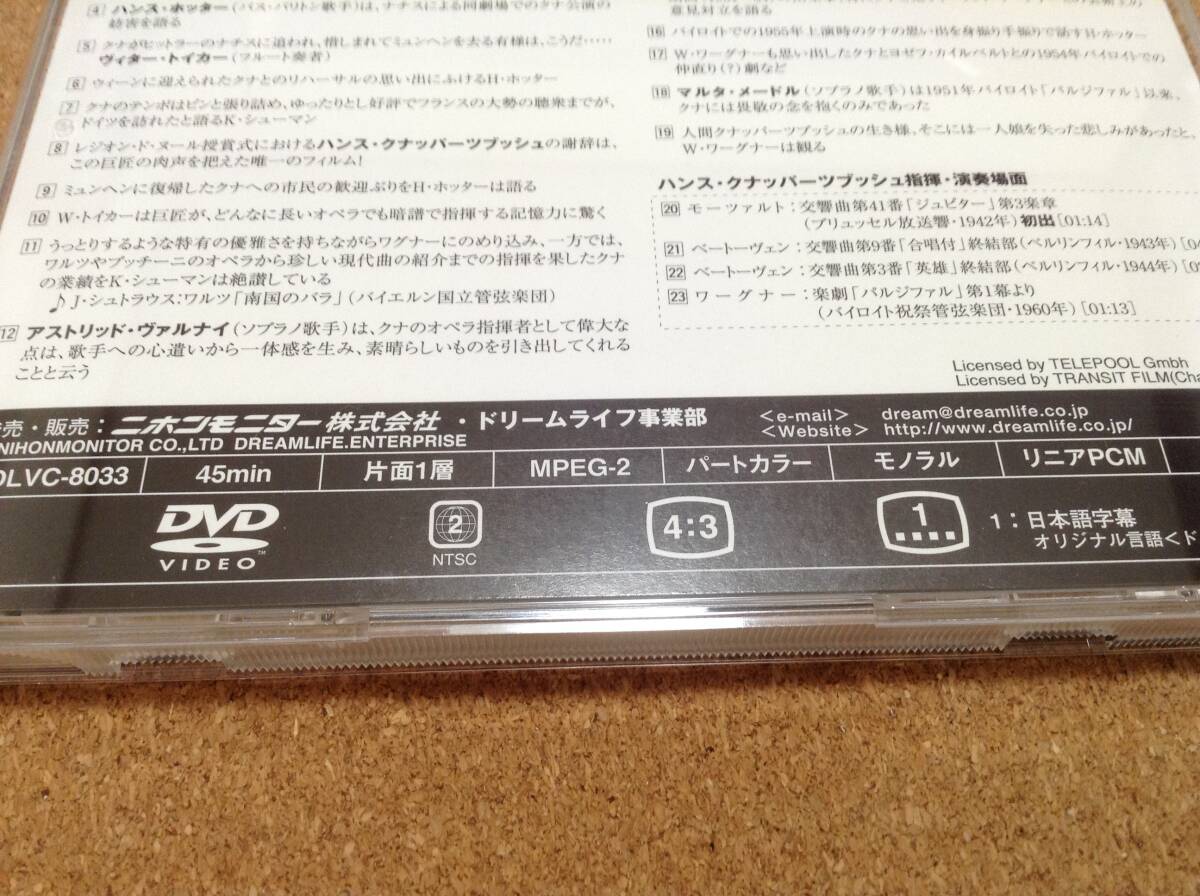 4 ハンス・ホッター(バス・バリトン歌手)は、ナチスによる同劇場でのクナ公演の
妨害を語る
5 クナがヒットラーのナチスに追われ、惜しまれてミュンヘンを去る有様は、こうだ……
ヴィター・トイカー(フルート奏者)
6 ウィーンに迎えられたクナとのリハーサルの思い出にふけるH・ホッター
7 クナのテンポはピンと張り詰め、ゆったりとし好評でフランスの大勢の聴衆までが、
ドイツを訪れたと語るK・シューマン
8 レジオン・ド・ヌール授賞式におけるハンス・クナッパーツブッシュの謝辞は、
この巨匠の肉声を把えた唯一のフィルム!
9 ミュンヘンに復帰したクナへの市民の歓迎ぶりをH・ホッターは語る
10 W・トイカーは巨匠が、どんなに長いオペラでも暗譜で指揮する記憶力に驚く
11 うっとりするような特有の優雅さを持ちながらワグナーにのめり込み、一方では、
ワルツやプッチーニのオペラから珍しい現代曲の紹介までの指揮を果したクナ
の業績をK・シューマンは絶讃している
♪J・シュトラウス:ワルツ「南国のバラ」(バイエルン国立管弦楽団)
12 アストリッド・ヴァルナイ(ソプラノ歌手)は、クナのオペラ指揮者として偉大な
点は、歌手への心遣いから一体感を生み、素晴らしいものを引き出してくれる
ことと云う
意見対立を語る
16 バイロイトでの1955年上演時のクナの思い出を身振り手振りで話すH・ホッター
17 W・ワーグナーも思い出したクナとヨゼフ・カイルベルトとの1954年バイロイトでの
仲直り(?)劇など
18 マルタ・メードル(ソプラノ歌手)は1951年バイロイト「パルジファル」以来、
クナには畏敬の念を抱くのみであった
19 人間クナッパーツブッシュの生き様、そこには一人娘を失った悲しみがあったと、
W・ワーグナーは観る
ハンス・クナッパーツブッシュ指揮・演奏場面
20 モーツァルト:交響曲第41番「ジュピター」第3楽章
(ブリュッセル放送響・1942年)初出[01:14]
21 ベートーヴェン:交響曲第9番「合唱付」終結部(ベルリンフィル・1943年)
22 ベートーヴェン:交響曲第3番「英雄」終結部(ベルリンフィル・1944年)
23 ワーグナー:楽劇「パルジファル」第1幕より
(バイロイト祝祭管弦楽団・1960年)[01:13]
Licensed by TELEPOOL Gmbh
Licensed by TRANSIT FILM(Cha
売・販売:ニホンモニター株式会社・ドリームライフ事業部
NIHONMONITOR CO.,LTD DREAMLIFE.ENTERPRISE
<e-mail> dream@dreamlife.co.jp
<Website> http://www.dreamlife.co.jp/
DLVC-8033 45min 片面1層 MPEG-2 パートカラー モノラル リニアPCM
DVD VIDEO
2 NTSC
4:3
1
1:日本語字幕
オリジナル言語<ド